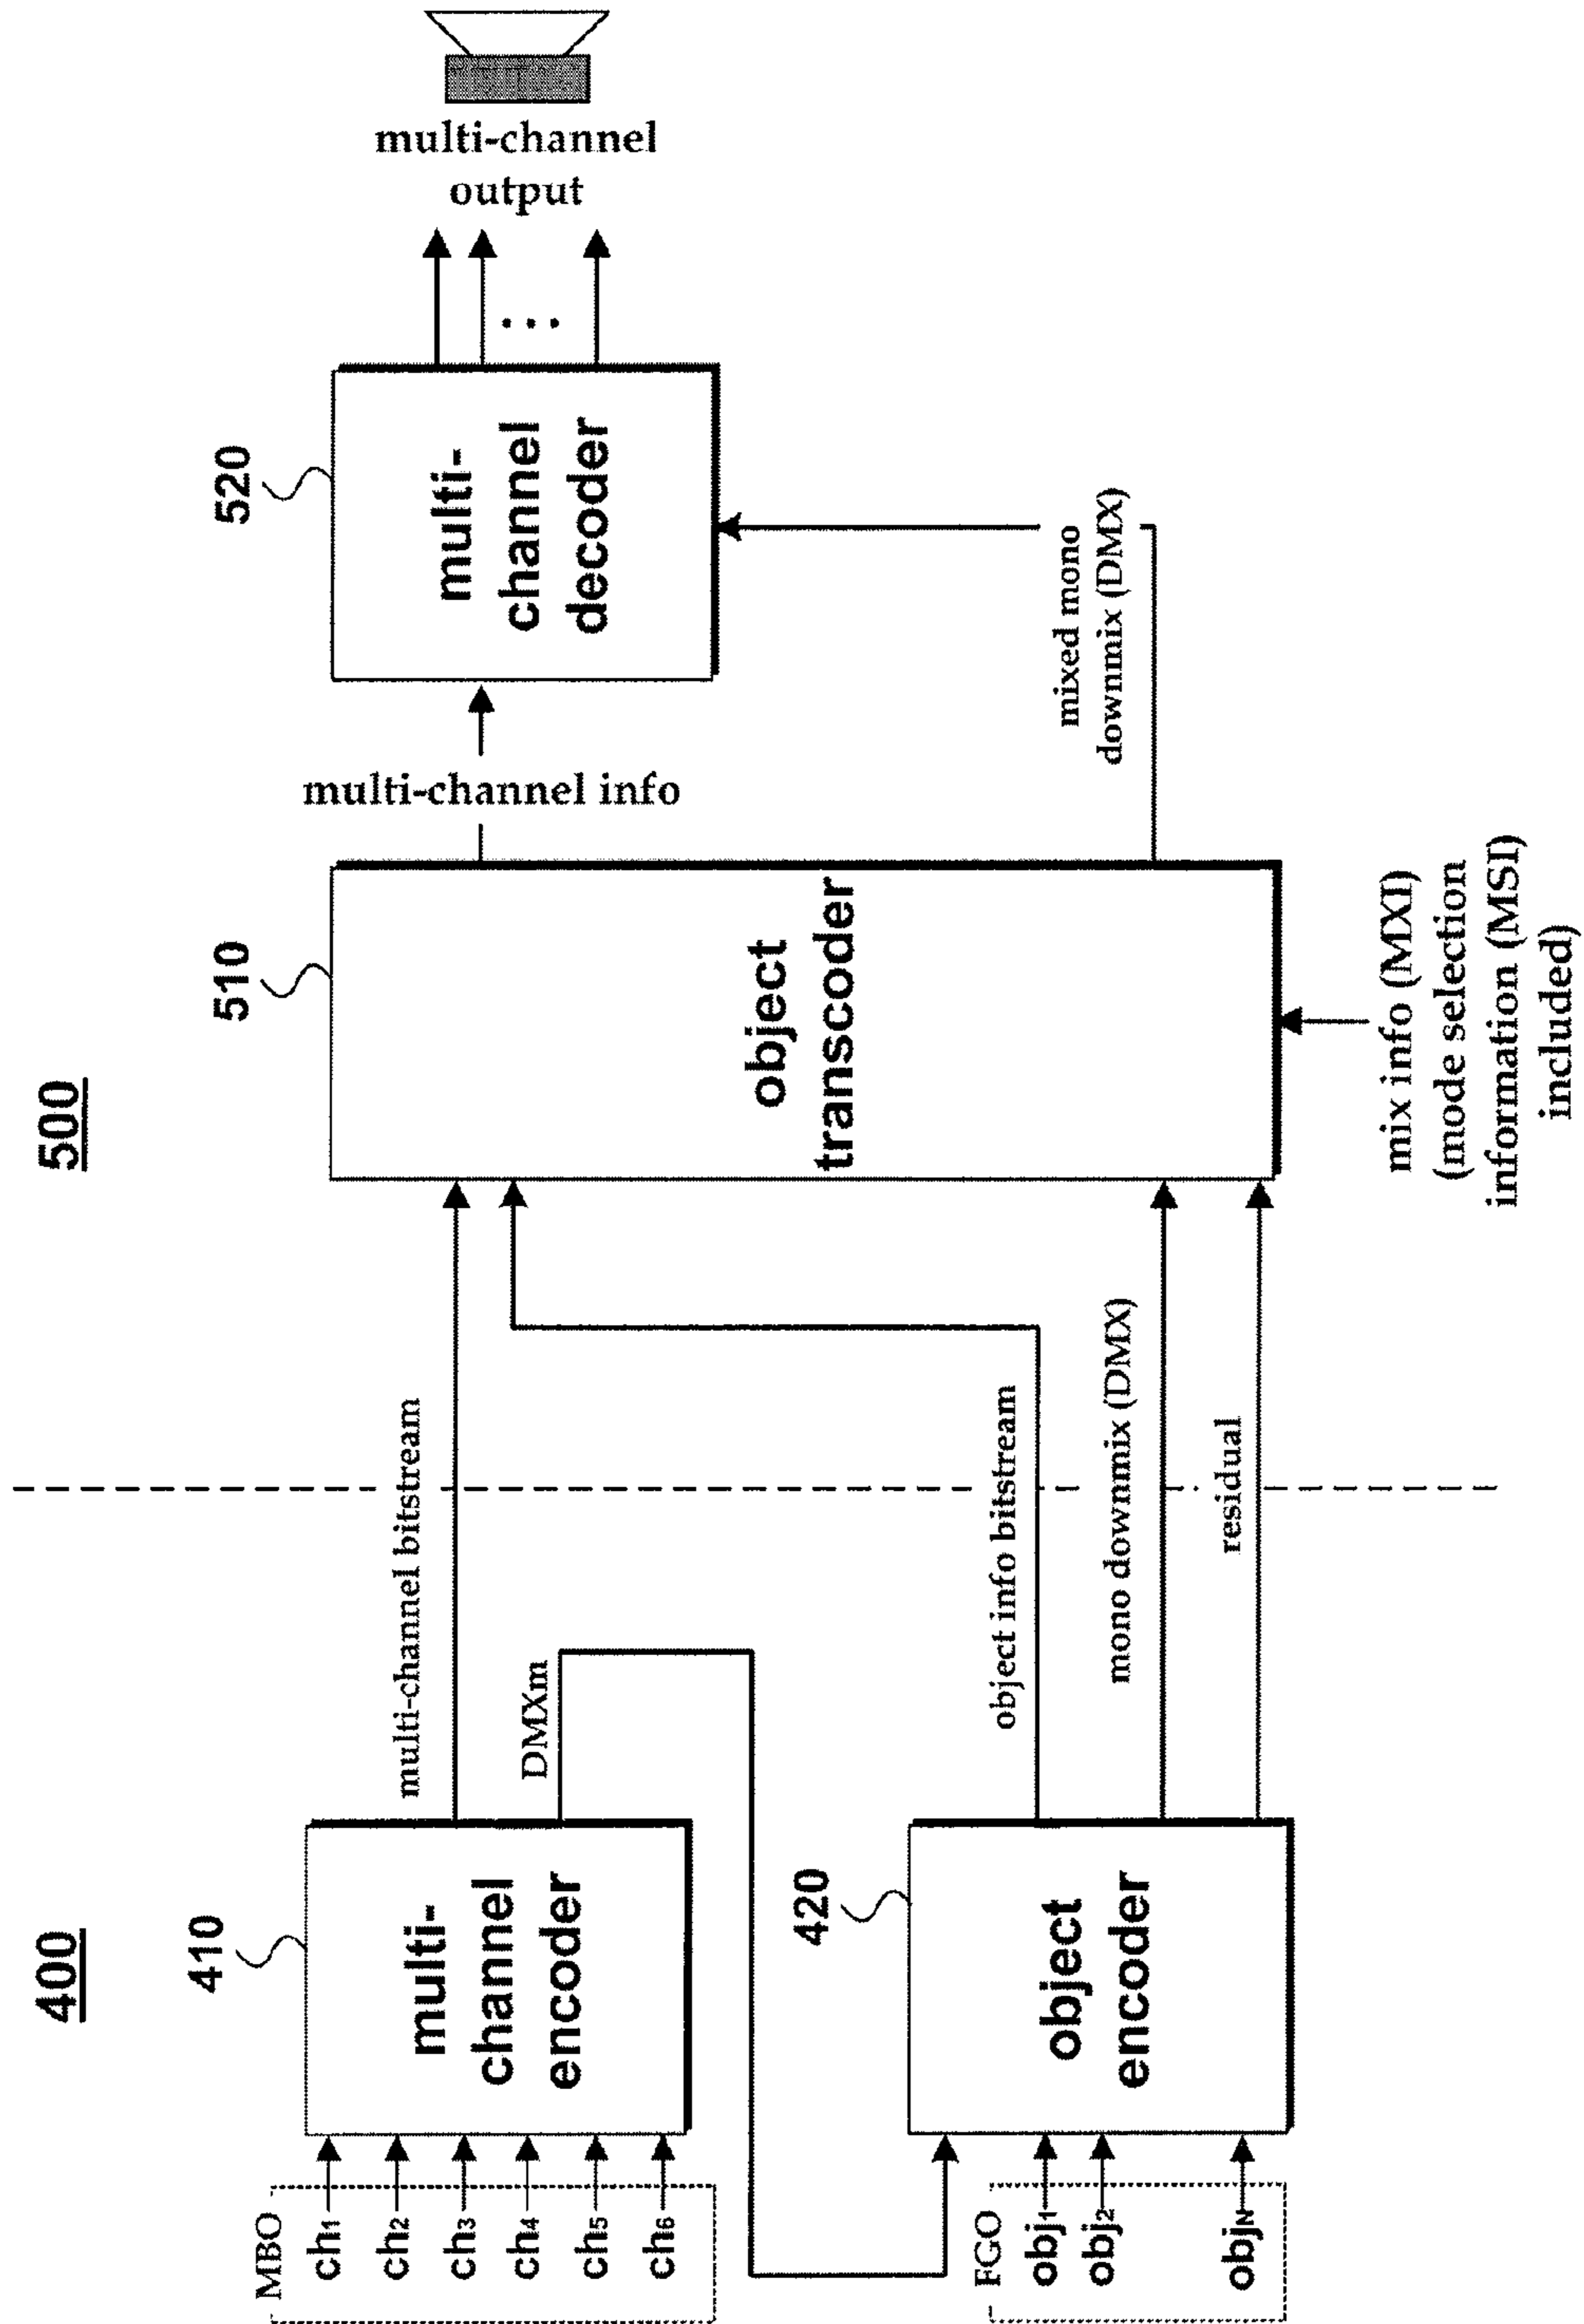 400
500
MBO
ch1
ch2
ch3
ch4
ch5
ch6
410
multi-
channel
encoder
multi-channel bitstream
DMXm
FGO
obj1
obj2
objN
420
object
encoder
object info bitstream
mono downmix (DMX)
residual
510
object
transcoder
mix info (MXI)
(mode selection
information (MSI)
included)
multi-channel info
mixed mono
downmix (DMX)
520
multi-
channel
decoder
...
multi-channel
output